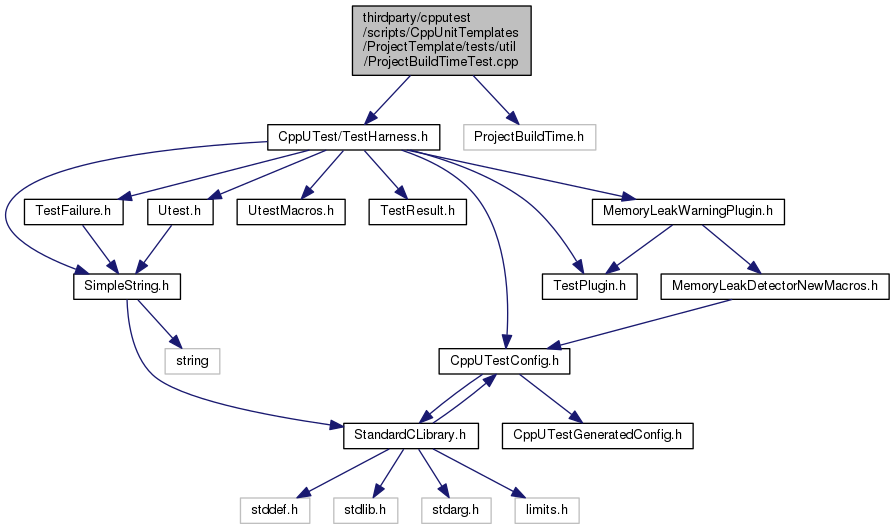 thirdparty/cpputest
/scripts/CppUnitTemplates
/ProjectTemplate/tests/util
/ProjectBuildTimeTest.cpp
CppUTest/TestHarness.h
ProjectBuildTime.h
TestFailure.h
Utest.h
UtestMacros.h
TestResult.h
MemoryLeakWarningPlugin.h
SimpleString.h
TestPlugin.h
MemoryLeakDetectorNewMacros.h
string
CppUTestConfig.h
StandardCLibrary.h
CppUTestGeneratedConfig.h
stddef.h
stdlib.h
stdarg.h
limits.h